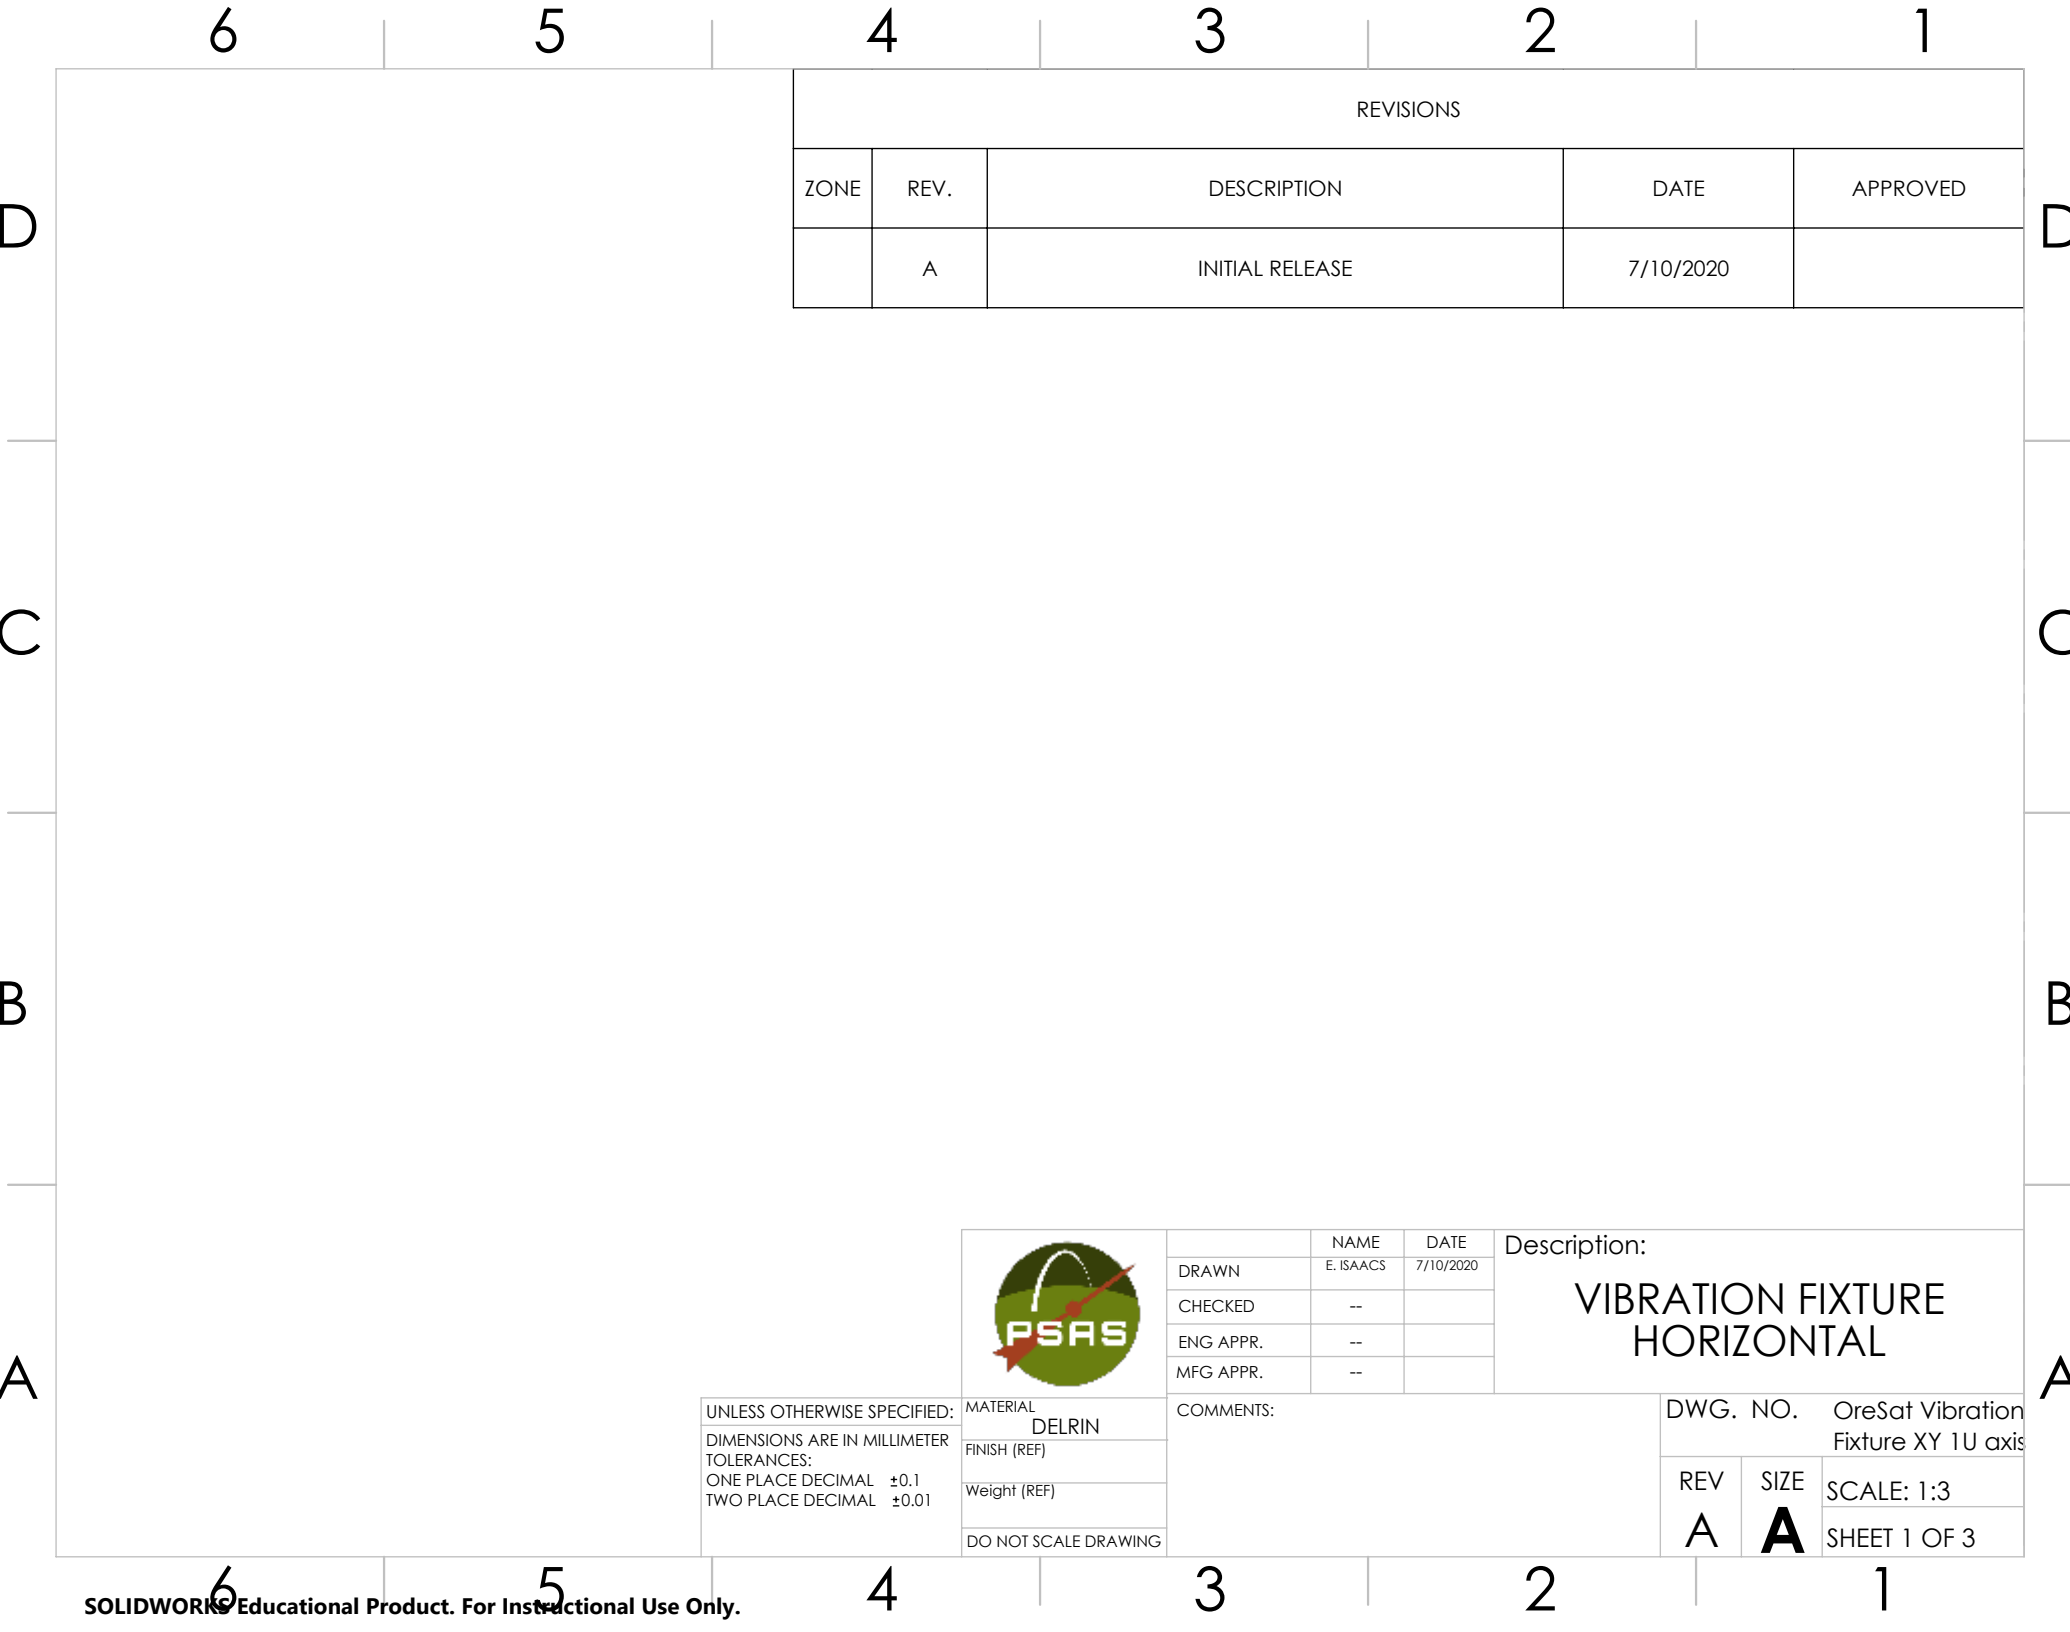 6 5 4 3 2 1
REVISIONS
ZONE REV. DESCRIPTION DATE APPROVED
D D
A INITIAL RELEASE 7/10/2020
C C
B B
NAME DATE Description:
DRAWN E. ISAACS 7/10/2020
VIBRATION FIXTURE
HORIZONTAL
CHECKED --
PSAS
ENG APPR. --
MFG APPR. --
A A
UNLESS OTHERWISE SPECIFIED:
DIMENSIONS ARE IN MILLIMETER
TOLERANCES:
ONE PLACE DECIMAL ±0.1
TWO PLACE DECIMAL ±0.01
MATERIAL
DELRIN
FINISH (REF)
Weight (REF)
DO NOT SCALE DRAWING
COMMENTS:
DWG. NO. OreSat Vibration
Fixture XY 1U axis
REV SIZE SCALE: 1:3
A A SHEET 1 OF 3
6 5 4 3 2 1
SOLIDWORKS Educational Product. For Instructional Use Only.